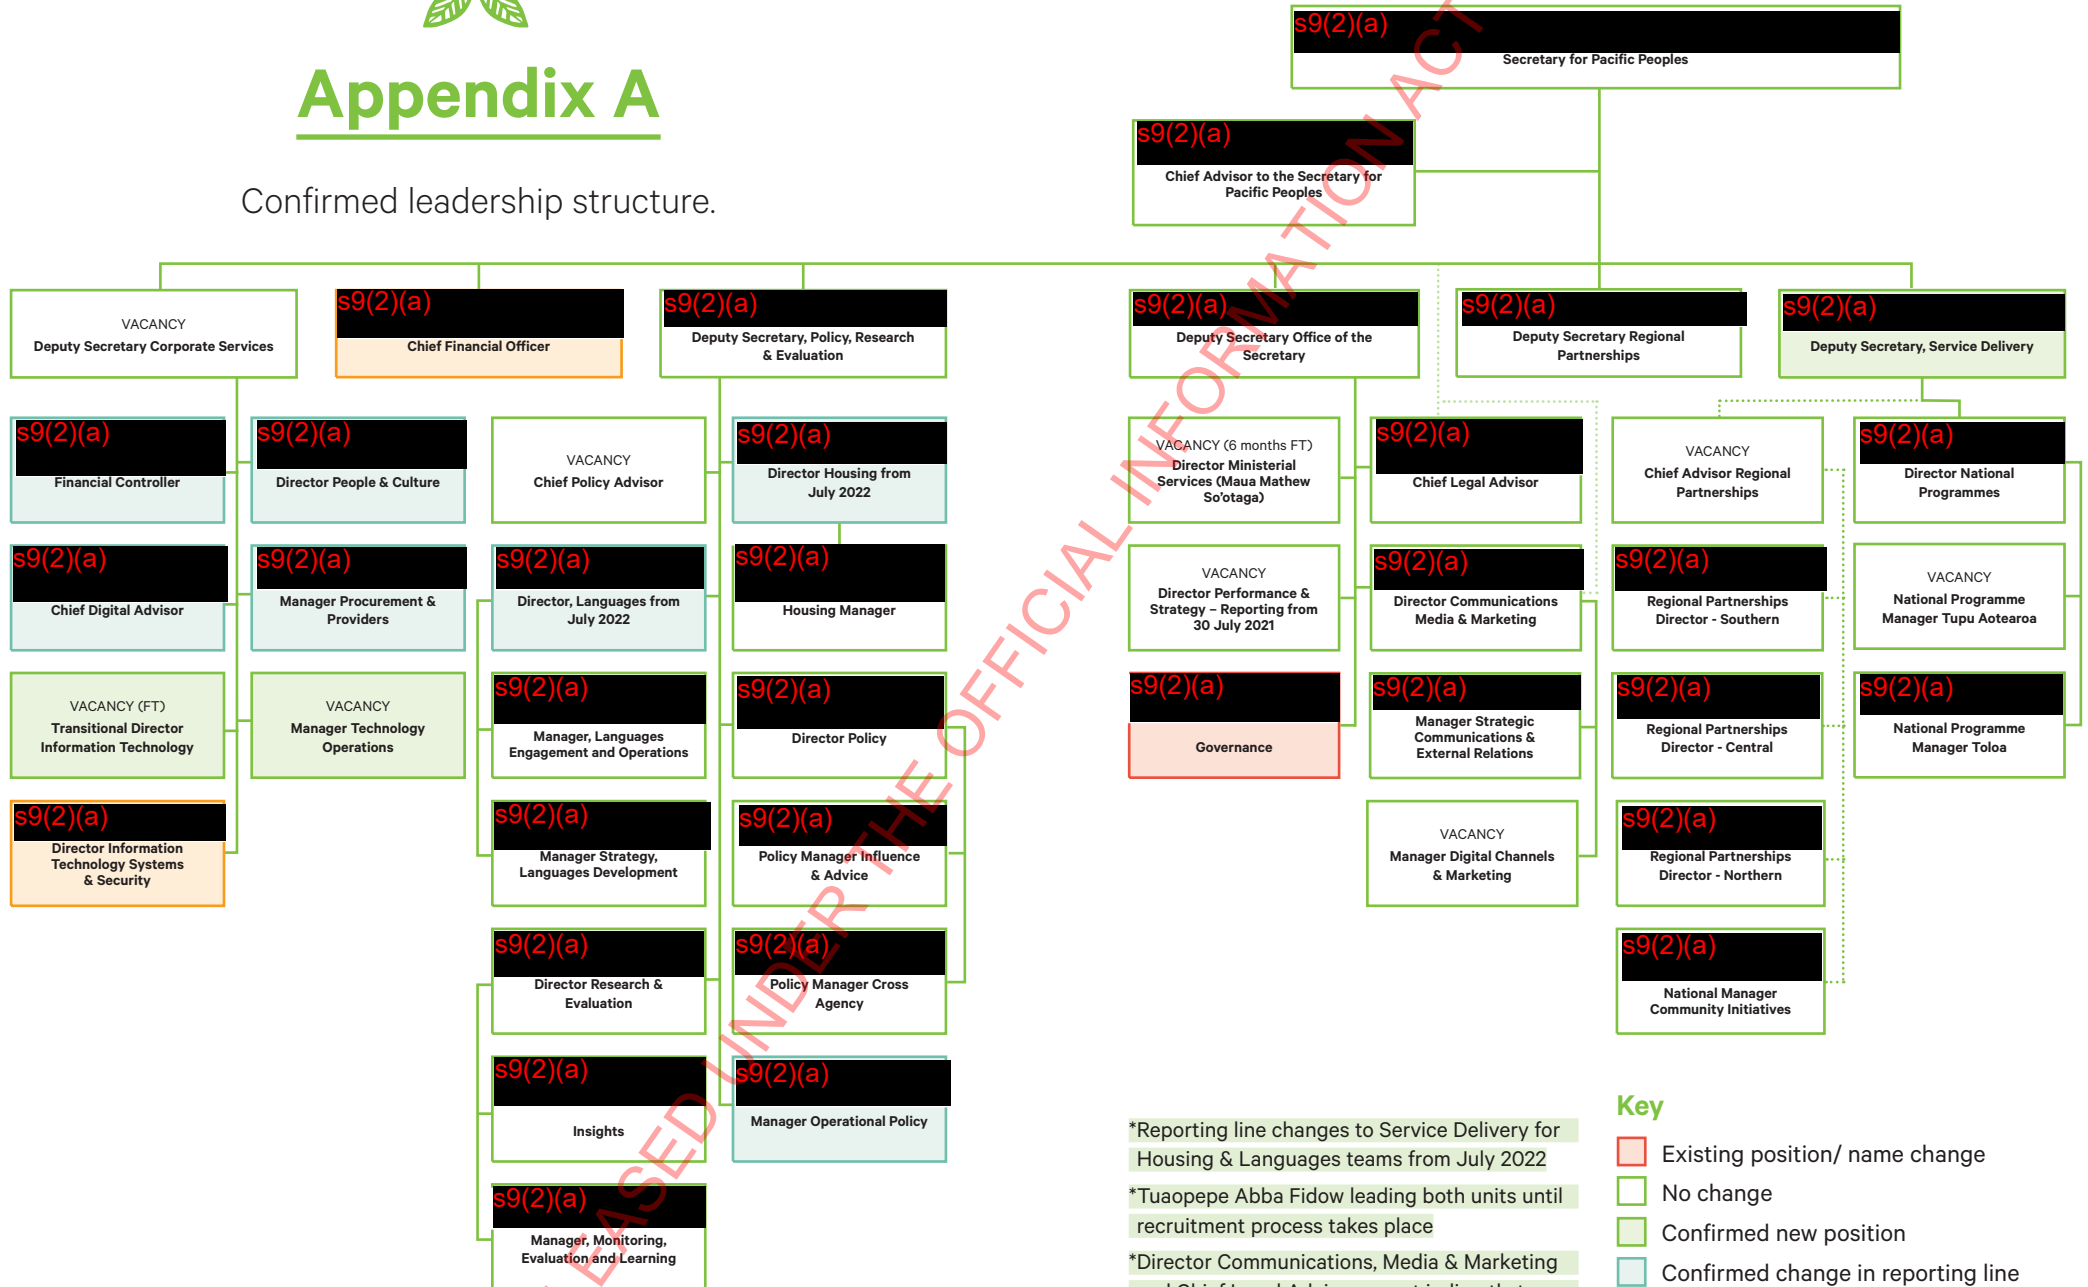 Appendix A
Confirmed leadership structure.
s9(2)(a)
Secretary for Pacific Peoples
s9(2)(a)
Chief Advisor to the Secretary for
Pacific Peoples
VACANCY
Deputy Secretary Corporate Services
s9(2)(a)
Chief Financial Officer
s9(2)(a)
Deputy Secretary, Policy, Research
& Evaluation
s9(2)(a)
Deputy Secretary Office of the
Secretary
s9(2)(a)
Deputy Secretary Regional
Partnerships
s9(2)(a)
Deputy Secretary, Service Delivery
s9(2)(a)
Financial Controller
s9(2)(a)
Director People & Culture
VACANCY
Chief Policy Advisor
s9(2)(a)
Director Housing from
July 2022
VACANCY (6 months FT)
Director Ministerial
Services (Maua Mathew
So'otaga)
s9(2)(a)
Chief Legal Advisor
VACANCY
Chief Advisor Regional
Partnerships
s9(2)(a)
Director National
Programmes
s9(2)(a)
Chief Digital Advisor
s9(2)(a)
Manager Procurement &
Providers
s9(2)(a)
Director, Languages from
July 2022
s9(2)(a)
Housing Manager
VACANCY
Director Performance &
Strategy – Reporting from
30 July 2021
s9(2)(a)
Director Communications
Media & Marketing
s9(2)(a)
Regional Partnerships
Director - Southern
VACANCY
National Programme
Manager Tupu Aotearoa
VACANCY (FT)
Transitional Director
Information Technology
VACANCY
Manager Technology
Operations
s9(2)(a)
Manager, Languages
Engagement and Operations
s9(2)(a)
Director Policy
s9(2)(a)
Governance
s9(2)(a)
Manager Strategic
Communications &
External Relations
s9(2)(a)
Regional Partnerships
Director - Central
s9(2)(a)
National Programme
Manager Toloa
s9(2)(a)
Director Information
Technology Systems
& Security
s9(2)(a)
Manager Strategy,
Languages Development
s9(2)(a)
Policy Manager Influence
& Advice
VACANCY
Manager Digital Channels
& Marketing
s9(2)(a)
Regional Partnerships
Director - Northern
s9(2)(a)
Director Research &
Evaluation
s9(2)(a)
Policy Manager Cross
Agency
s9(2)(a)
National Manager
Community Initiatives
s9(2)(a)
Insights
s9(2)(a)
Manager Operational Policy
s9(2)(a)
Manager, Monitoring,
Evaluation and Learning
*Reporting line changes to Service Delivery for
Housing & Languages teams from July 2022
*Tuaopepe Abba Fidow leading both units until
recruitment process takes place
*Director Communications, Media & Marketing
Key
Existing position/ name change
No change
Confirmed new position
Confirmed change in reporting line
EASED UNDER THE OFFICIAL INFORMATION ACT